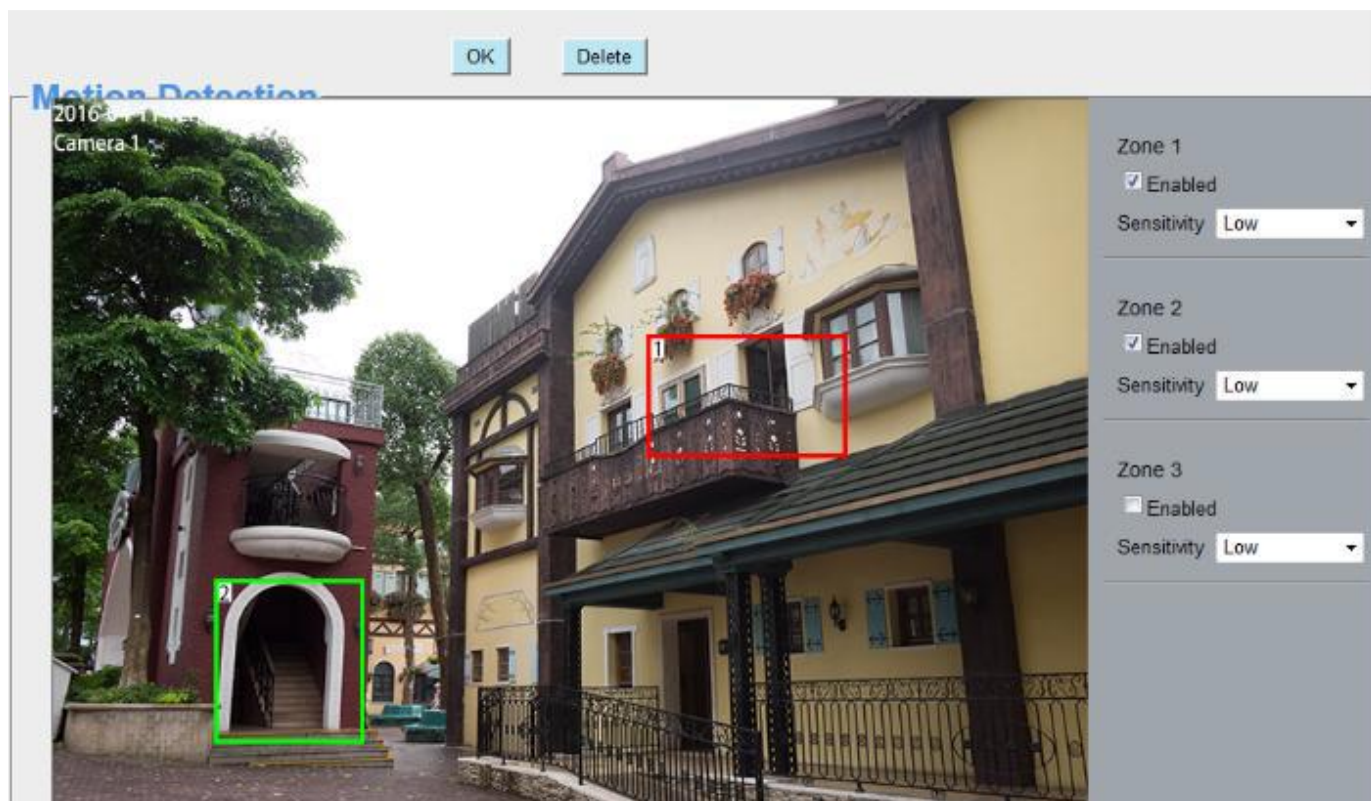 OK
Delete
Motion Detection
Camera 1
Zone 1
Enabled
Sensitivity Low
Zone 2
Enabled
Sensitivity Low
Zone 3
Enabled
Sensitivity Low
1
2